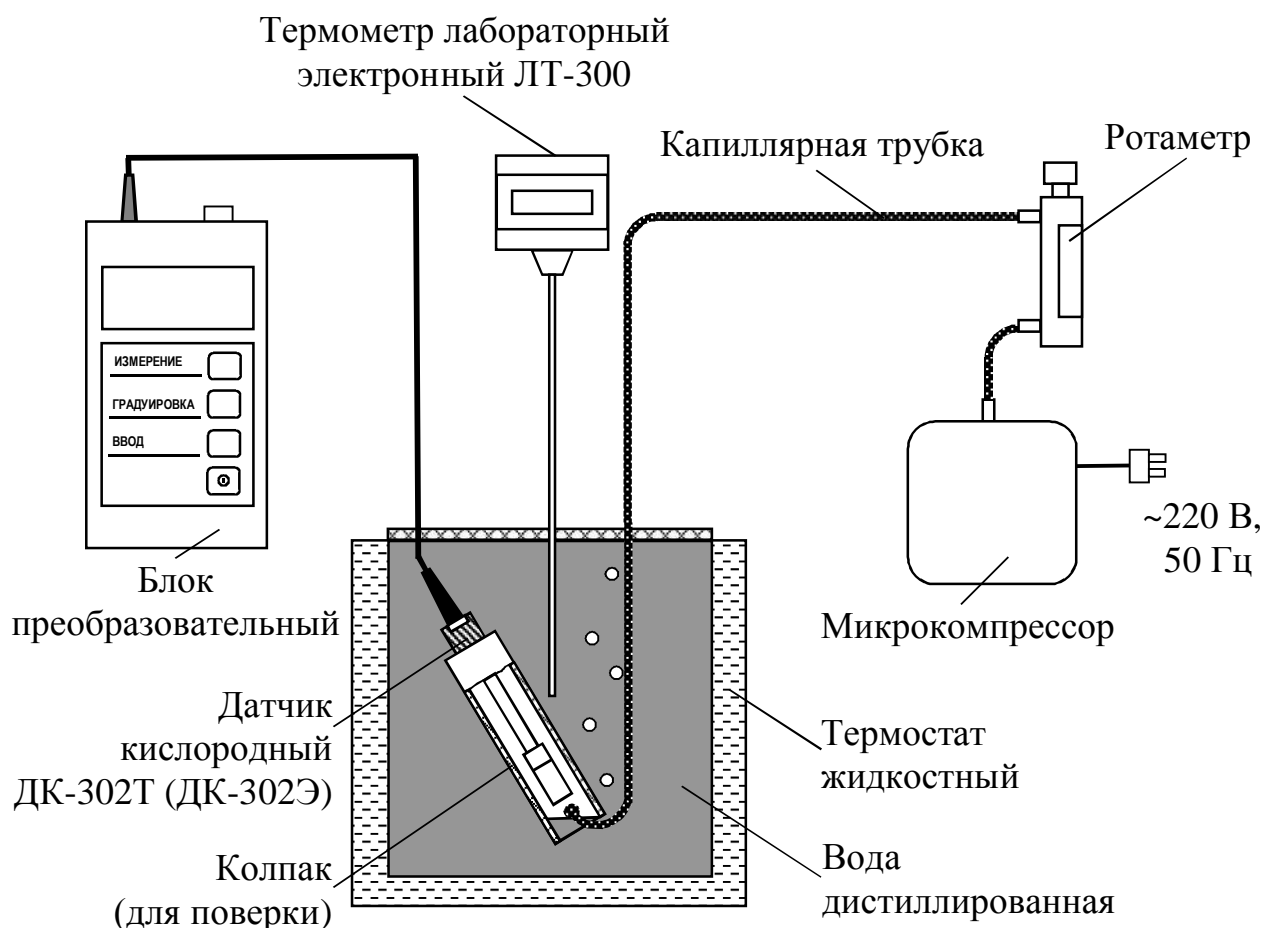 Термометр лабораторный
электронный ЛТ-300
Капиллярная трубка
Ротаметр
ИЗМЕРЕНИЕ
ГРАДУИРОВКА
ВВОД
~220 В,
50 Гц
Блок
преобразовательный
Микрокомпрессор
Датчик
кислородный
ДК-302Т (ДК-302Э)
Термостат
жидкостный
Колпак
(для поверки)
Вода
дистиллированная